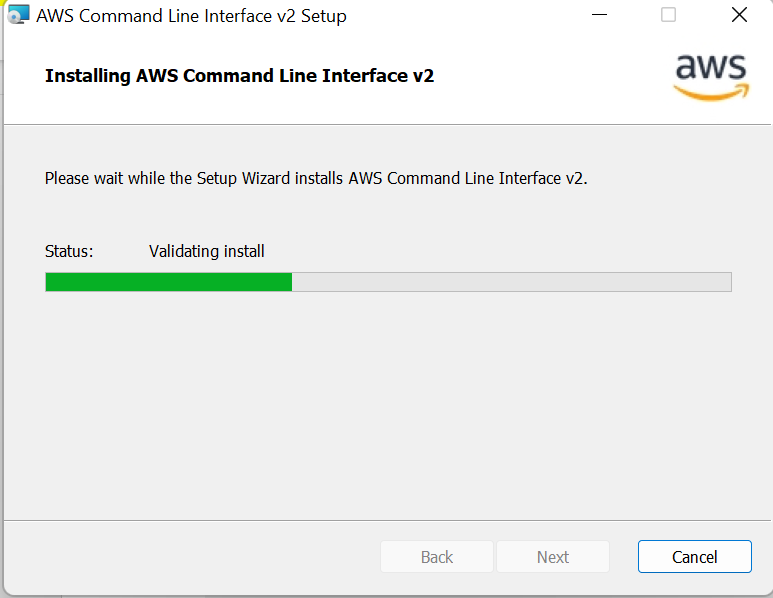 AWS Command Line Interface v2 Setup
Installing AWS Command Line Interface v2
aws
Please wait while the Setup Wizard installs AWS Command Line Interface v2.
Status: Validating install
Back Next Cancel